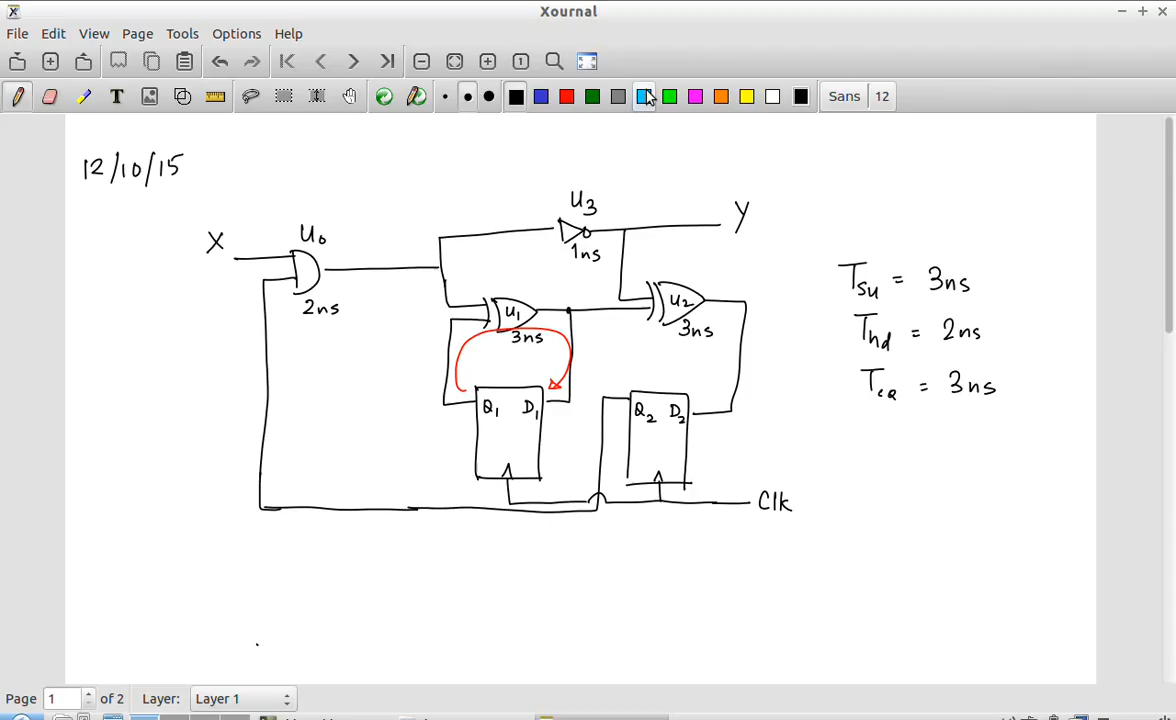 Xournal
File Edit View Page Tools Options Help
Sans 12
12/10/15
X
U0
2ns
U3
1ns
Y
U1
3ns
U2
3ns
Tsu = 3ns
Thd = 2ns
Tcq = 3ns
Q1 D1
Q2 D2
Clk
Page 1 of 2 Layer: Layer 1